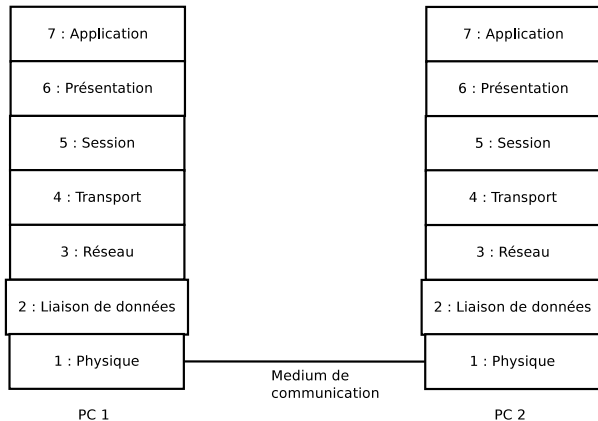 7 : Application
6 : Présentation
5 : Session
4 : Transport
3 : Réseau
2 : Liaison de données
1 : Physique
PC 1
Medium de
communication
7 : Application
6 : Présentation
5 : Session
4 : Transport
3 : Réseau
2 : Liaison de données
1 : Physique
PC 2